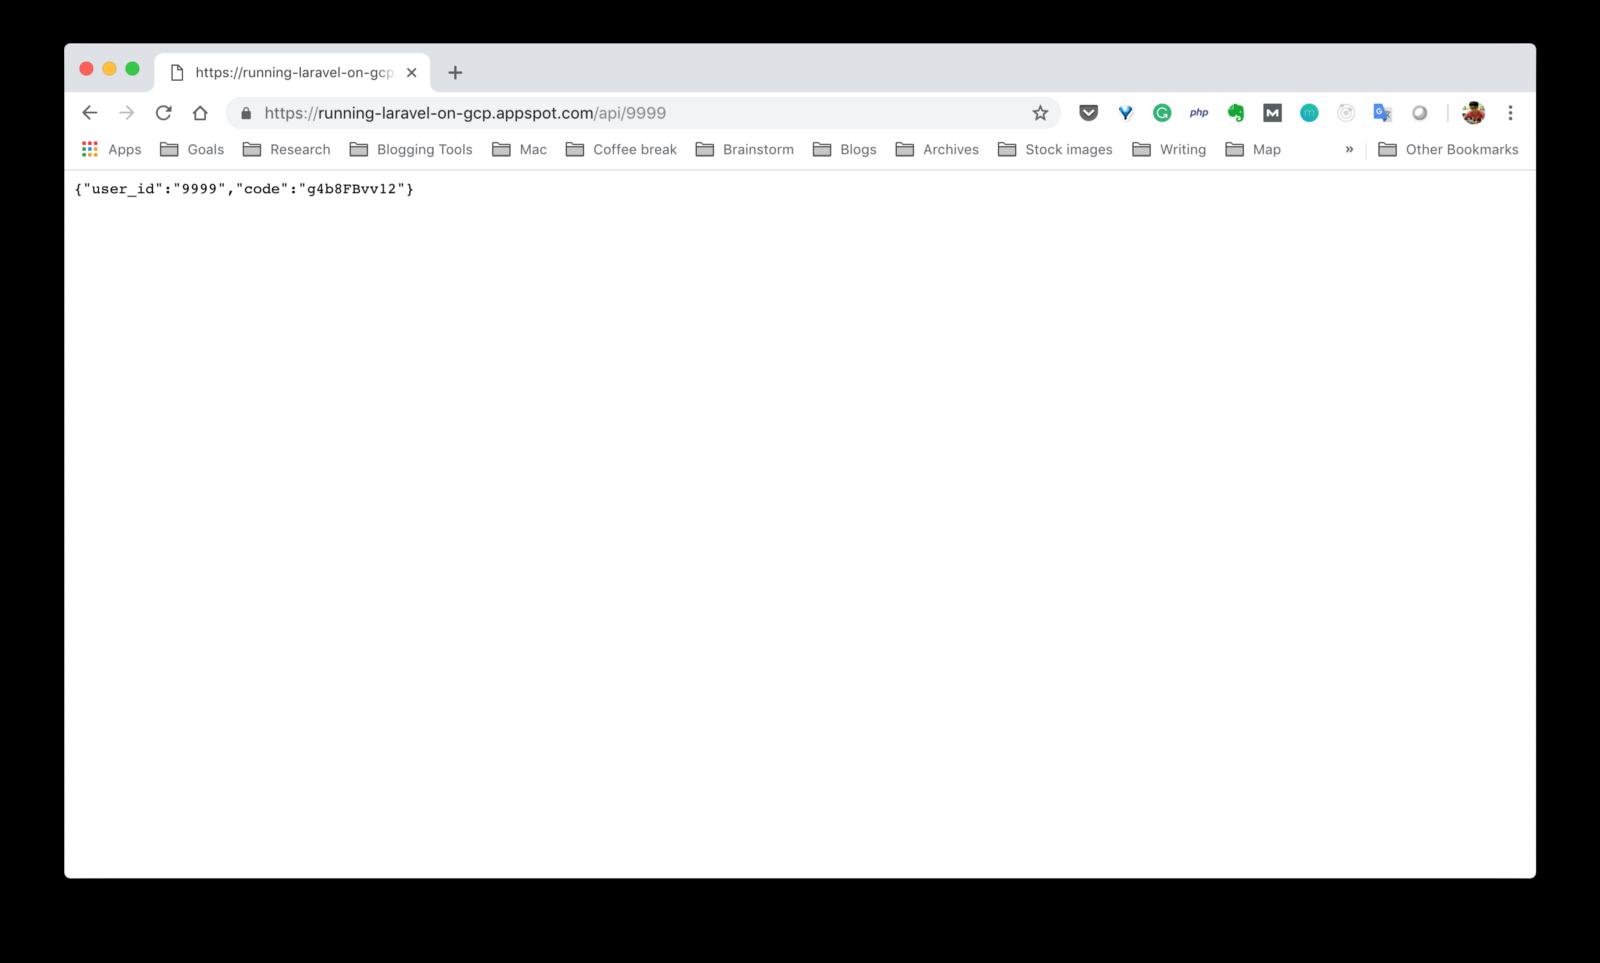 https://running-laravel-on-gcp
https://running-laravel-on-gcp.appspot.com/api/9999
php
M
m
Apps Goals Research Blogging Tools Mac Coffee break Brainstorm Blogs Archives Stock images Writing Map » Other Bookmarks
{"user_id":"9999","code":"g4b8FBvv12"}